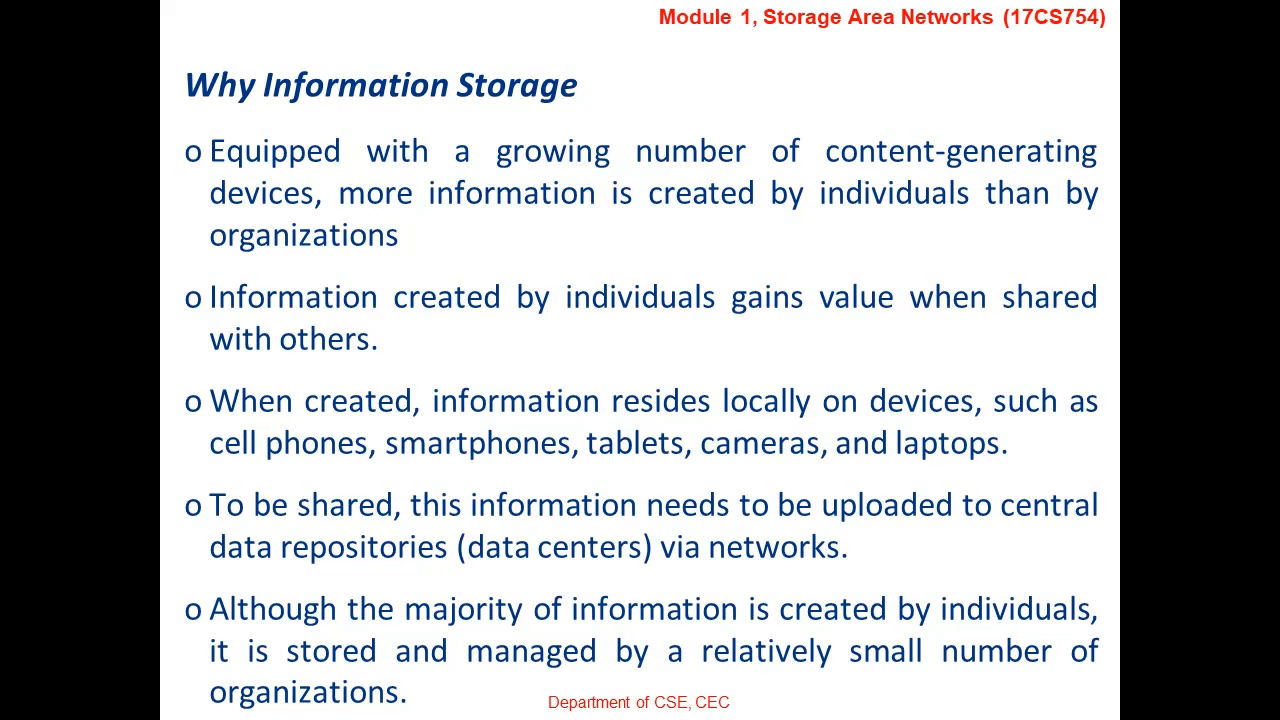 Module 1, Storage Area Networks (17CS754)
Why Information Storage
o Equipped with a growing number of content-generating
devices, more information is created by individuals than by
organizations
o Information created by individuals gains value when shared
with others.
o When created, information resides locally on devices, such as
cell phones, smartphones, tablets, cameras, and laptops.
o To be shared, this information needs to be uploaded to central
data repositories (data centers) via networks.
o Although the majority of information is created by individuals,
it is stored and managed by a relatively small number of
organizations.
Department of CSE, CEC